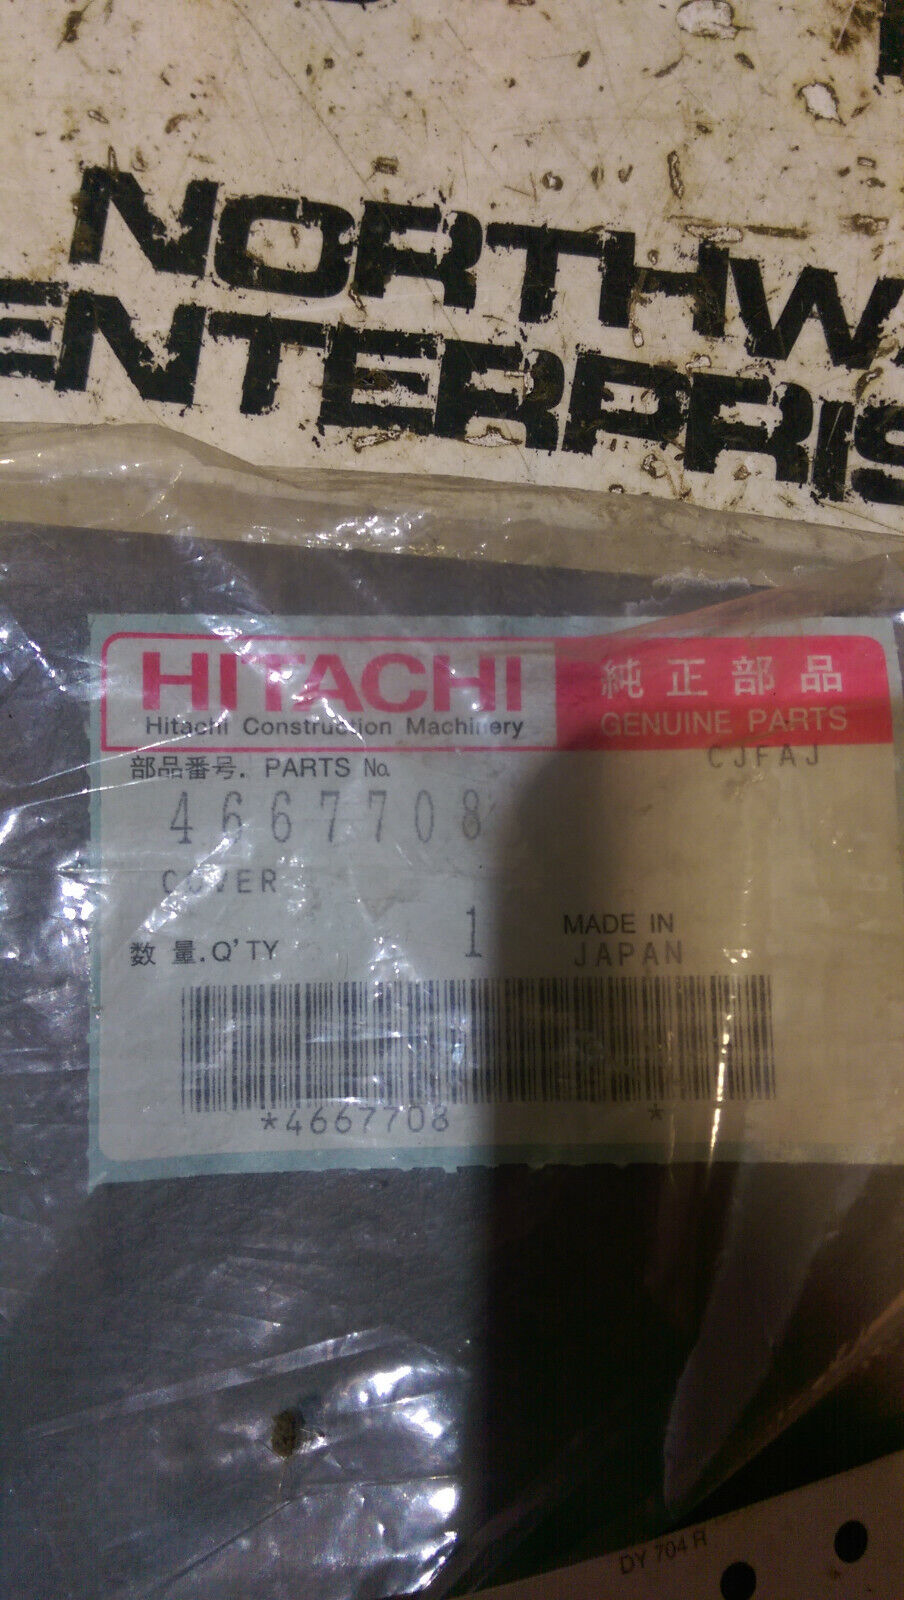 NORTHW
ENTERPRIS
HITACHI
Hitachi Construction Machinery
純正部品
GENUINE PARTS
CJFAJ
部品番号. PARTS No.
4667708
COVER
数量.Q'TY 1
MADE IN
JAPAN
*4667708 *
DY 704 R